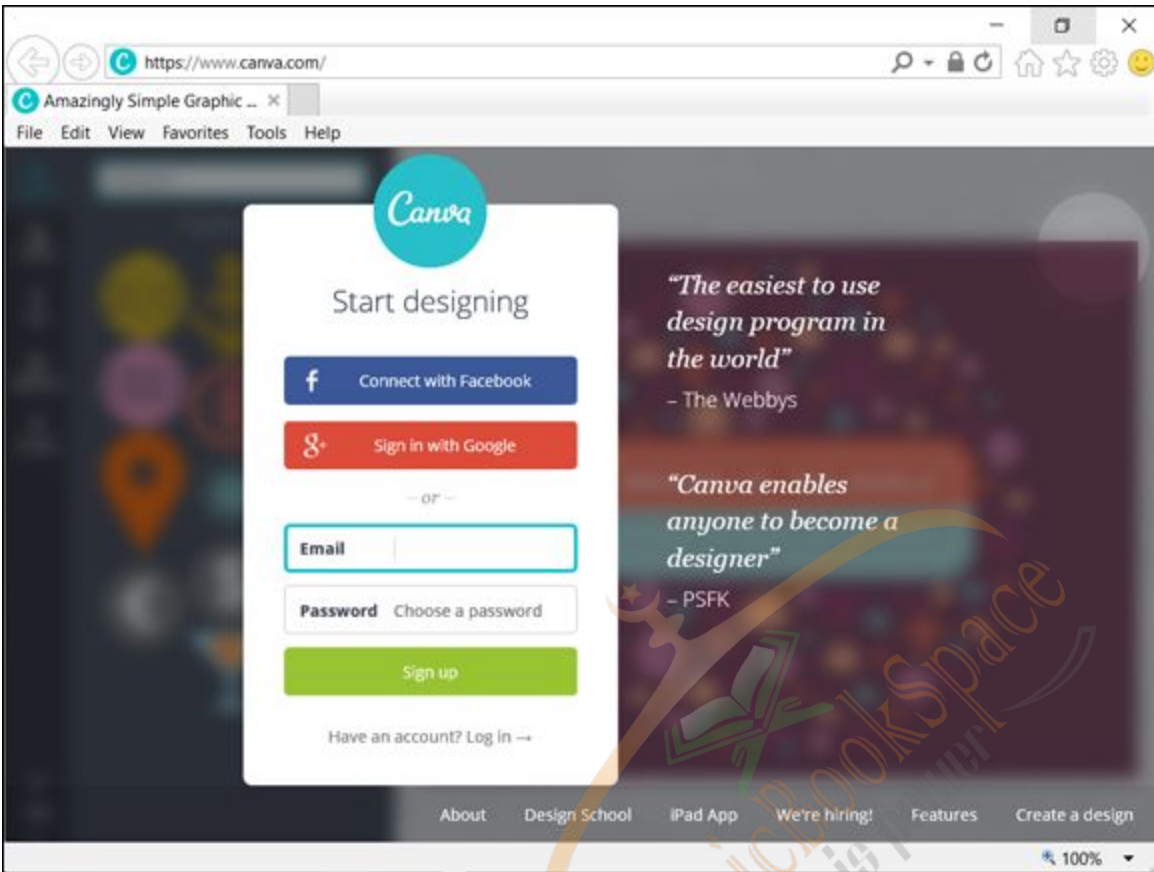 https://www.canva.com/
Amazingly Simple Graphic ...
File Edit View Favorites Tools Help
Canva
Start designing
f Connect with Facebook
g+ Sign in with Google
– or –
Email
Password Choose a password
Sign up
Have an account? Log in →
“The easiest to use
design program in
the world”
– The Webbys
“Canva enables
anyone to become a
designer”
– PSFK
About Design School iPad App We're hiring! Features Create a design
100%